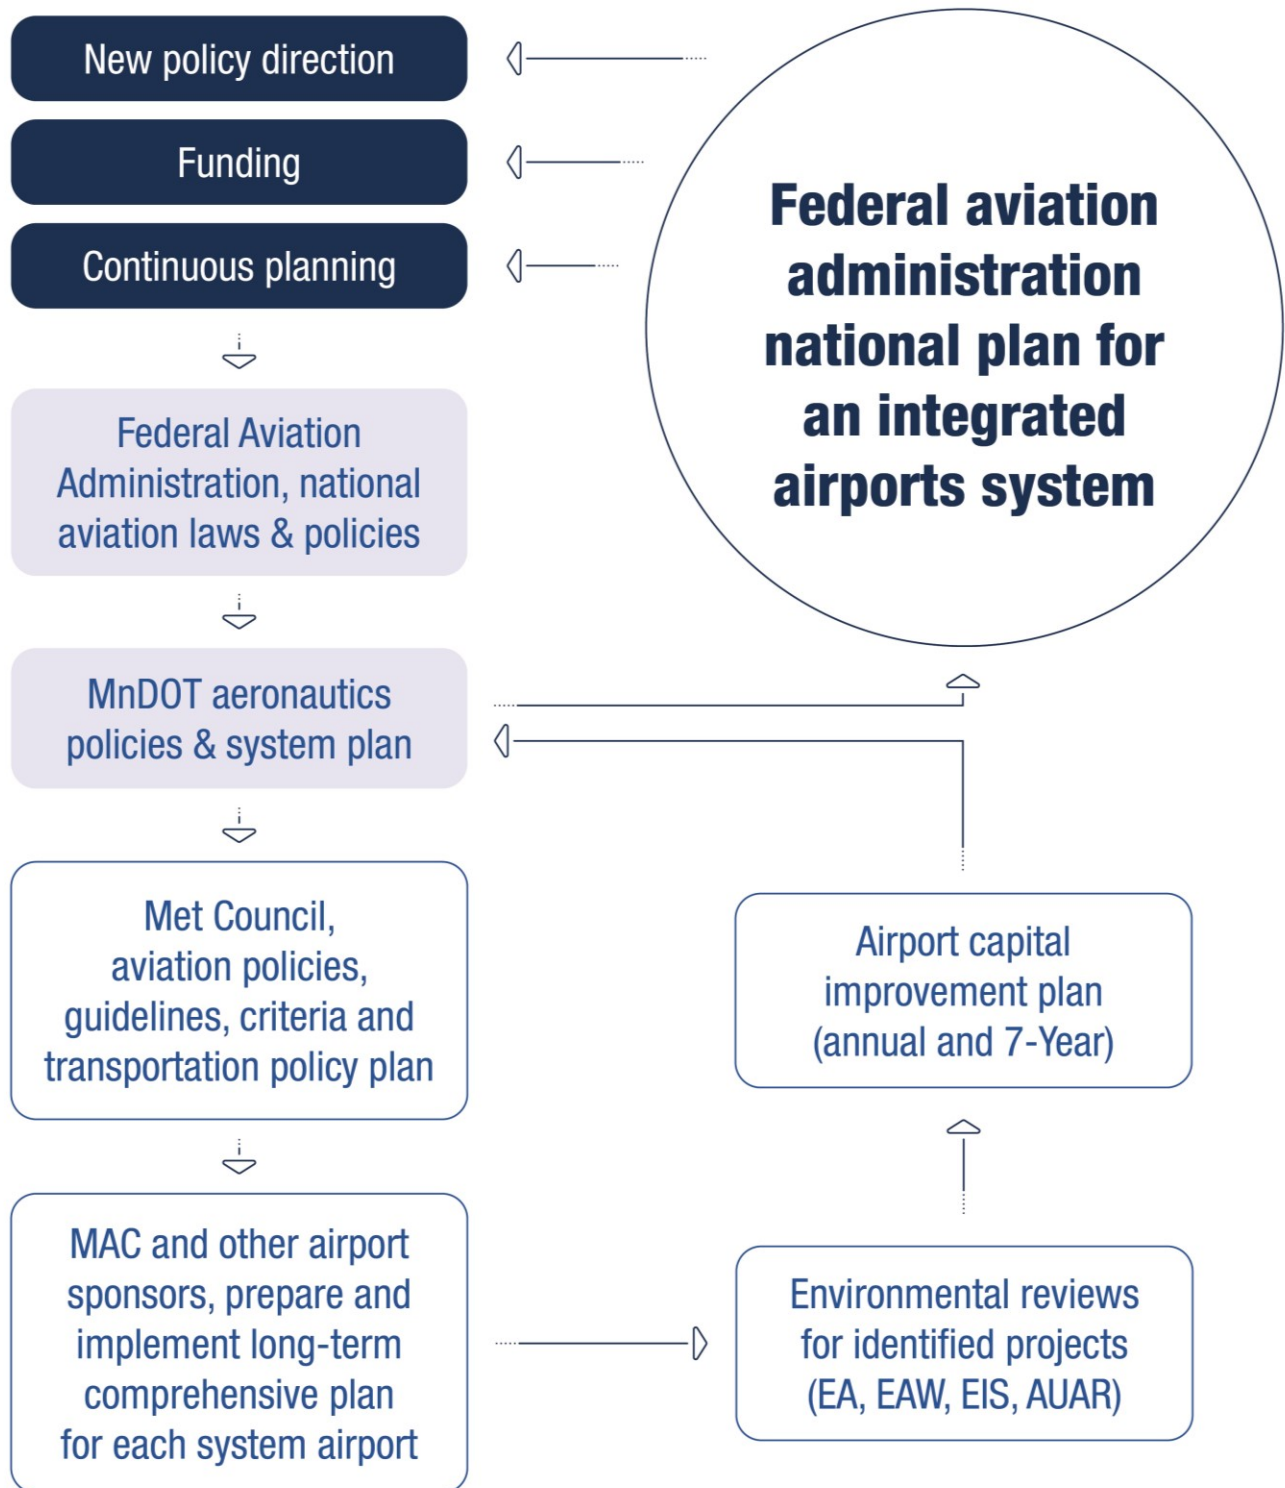 New policy direction
Funding
Continuous planning
Federal aviation
administration
national plan for
an integrated
airports system
Federal Aviation
Administration, national
aviation laws & policies
MnDOT aeronautics
policies & system plan
Met Council,
aviation policies,
guidelines, criteria and
transportation policy plan
MAC and other airport
sponsors, prepare and
implement long-term
comprehensive plan
for each system airport
Environmental reviews
for identified projects
(EA, EAW, EIS, AUAR)
Airport capital
improvement plan
(annual and 7-Year)